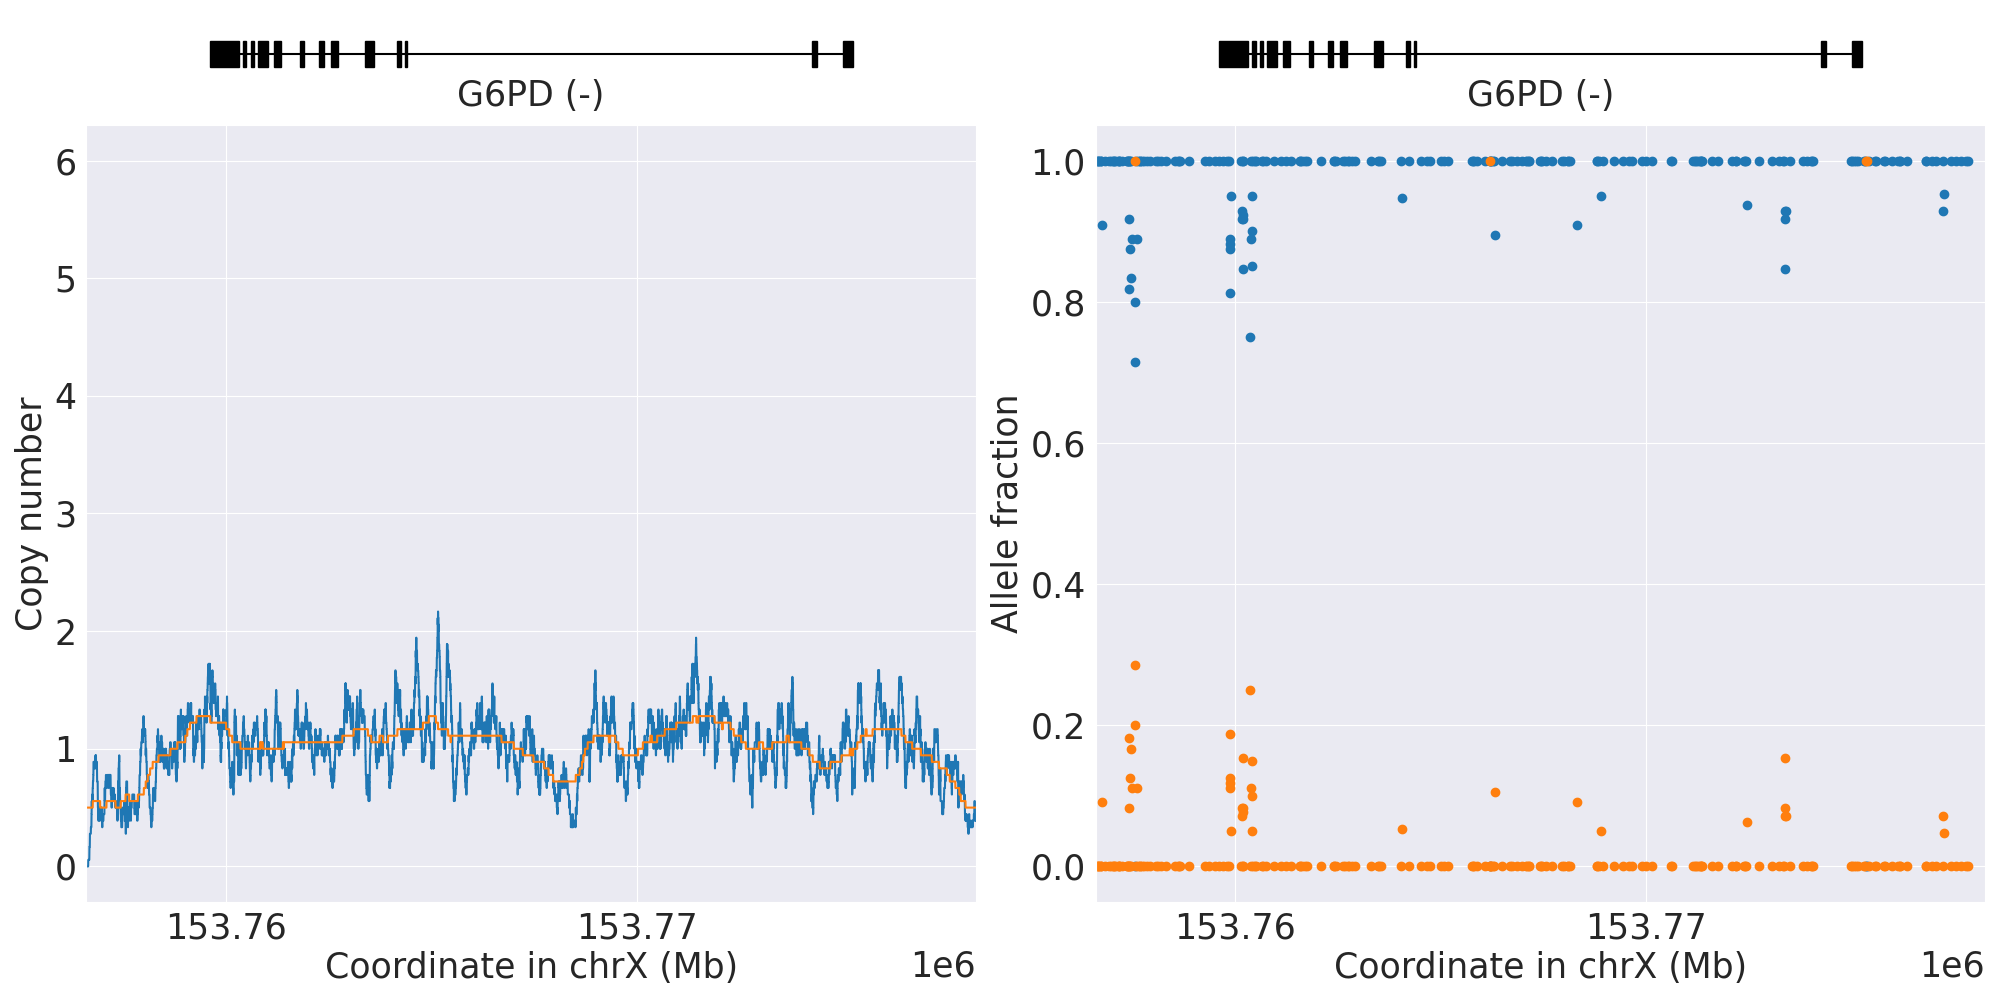 G6PD (-)
6
5
4
3
2
1
0
Copy number
153.76
153.77
Coordinate in chrX (Mb)
1e6
G6PD (-)
1.0
0.8
0.6
0.4
0.2
0.0
Allele fraction
153.76
153.77
Coordinate in chrX (Mb)
1e6